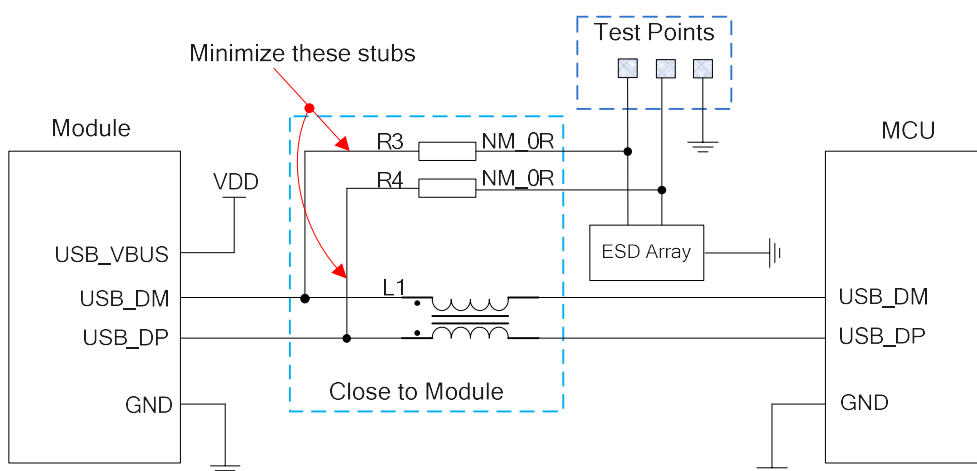 Test Points
Minimize these stubs
Module
MCU
R3
NM_0R
R4
NM_0R
VDD
ESD Array
USB_VBUS
USB_DM
L1
USB_DM
USB_DP
USB_DP
Close to Module
GND
GND